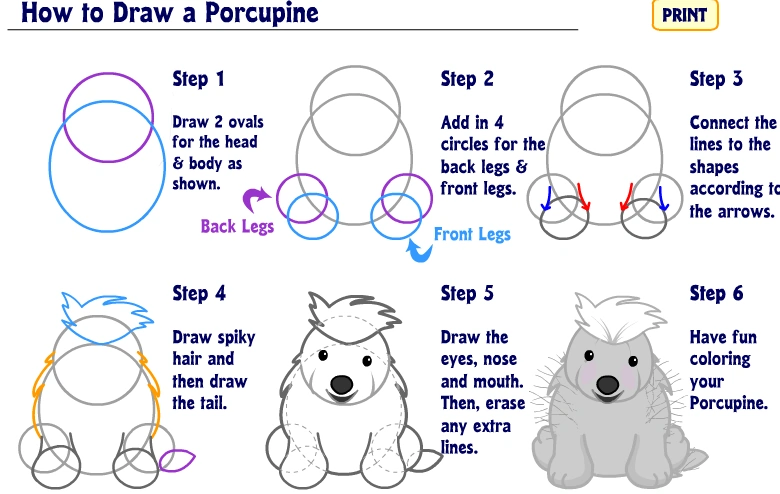 How to Draw a Porcupine
PRINT
Step 1
Draw 2 ovals
for the head
& body as
shown.
Step 2
Add in 4
circles for the
back legs &
front legs.
Back Legs
Front Legs
Step 3
Connect the
lines to the
shapes
according to
the arrows.
Step 4
Draw spiky
hair and
then draw
the tail.
Step 5
Draw the
eyes, nose
and mouth.
Then, erase
any extra
lines.
Step 6
Have fun
coloring
your
Porcupine.